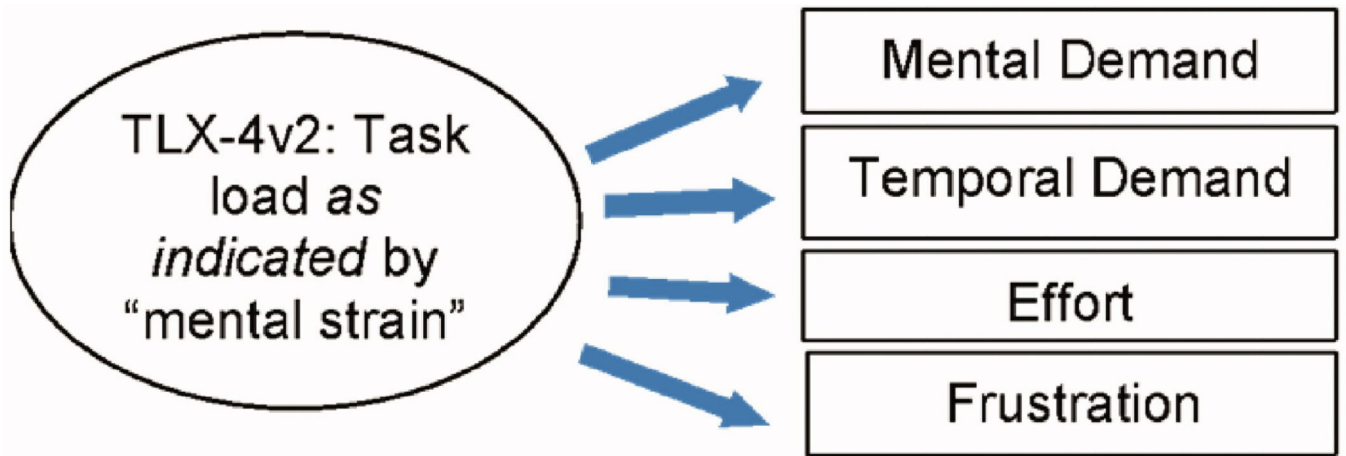 TLX-4v2: Task
load as
indicated by
“mental strain”
Mental Demand
Temporal Demand
Effort
Frustration